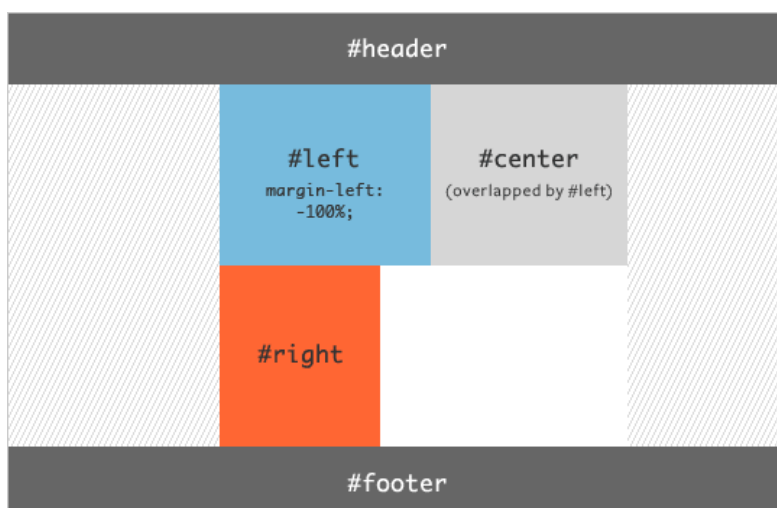 #header
#left
margin-left:
-100%;
#center
(overlapped by #left)
#right
#footer